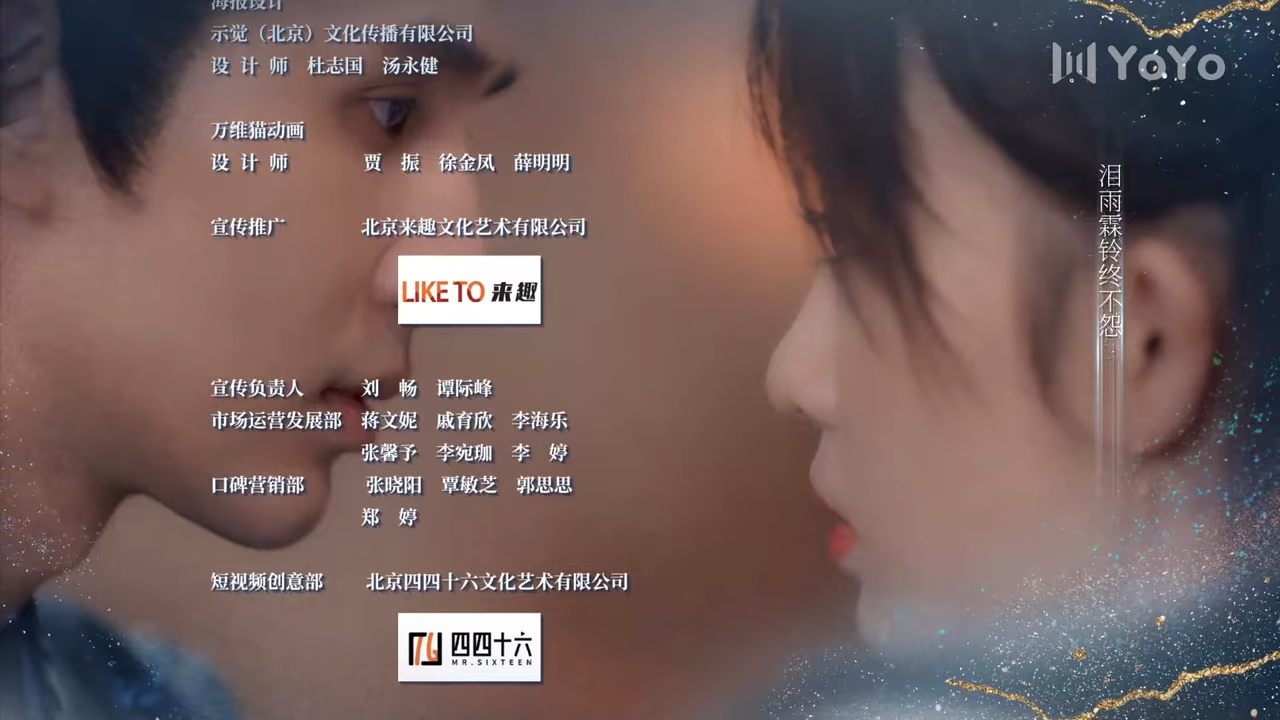 海报设计
示觉（北京）文化传播有限公司
设计师 杜志国 汤永健
万维猫动画
设计师 贾振 徐金凤 薛明明
宣传推广 北京来趣文化艺术有限公司
LIKE TO 来趣
宣传负责人 刘畅 谭际峰
市场运营发展部 蒋文妮 戚育欣 李海乐
张馨予 李宛珈 李婷
口碑营销部 张晓阳 覃敏芝 郭思思
郑婷
短视频创意部 北京四四十六文化艺术有限公司
四四十六
MR.SIXTEEN
YoYo
泪雨霖铃终不怨